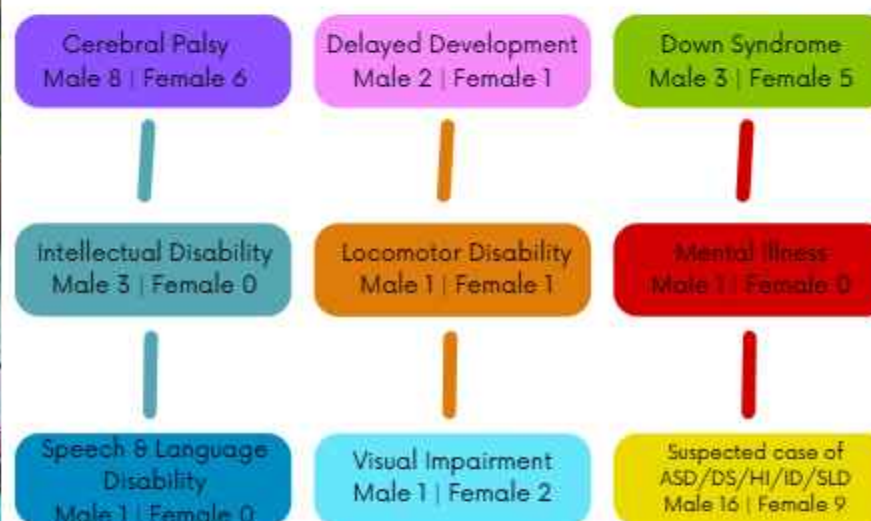 Cerebral Palsy
Male 8 | Female 6
Delayed Development
Male 2 | Female 1
Down Syndrome
Male 3 | Female 5
Intellectual Disability
Male 3 | Female 0
Locomotor Disability
Male 1 | Female 1
Mental Illness
Male 1 | Female 0
Speech & Language
Disability
Male 1 | Female 0
Visual Impairment
Male 1 | Female 2
Suspected case of
ASD/DS/HI/ID/SLD
Male 16 | Female 9